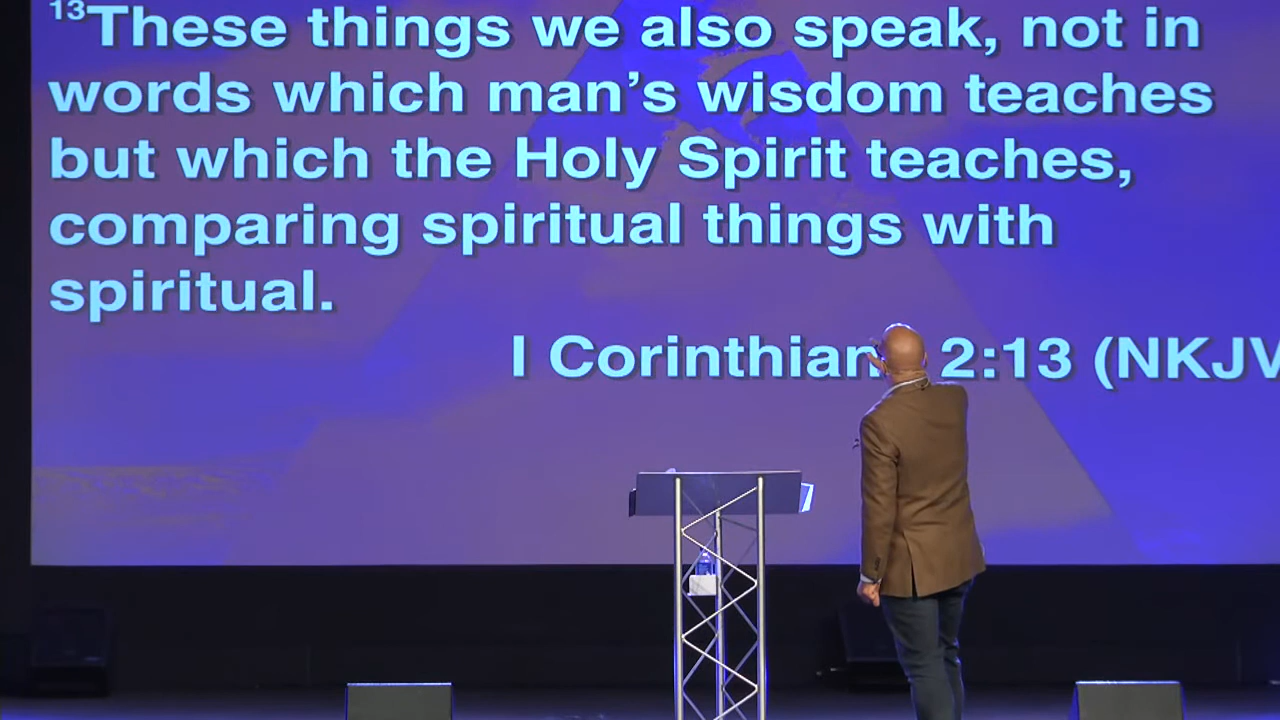 13These things we also speak, not in
words which man's wisdom teaches
but which the Holy Spirit teaches,
comparing spiritual things with
spiritual.
I Corinthian 2:13 (NKJV